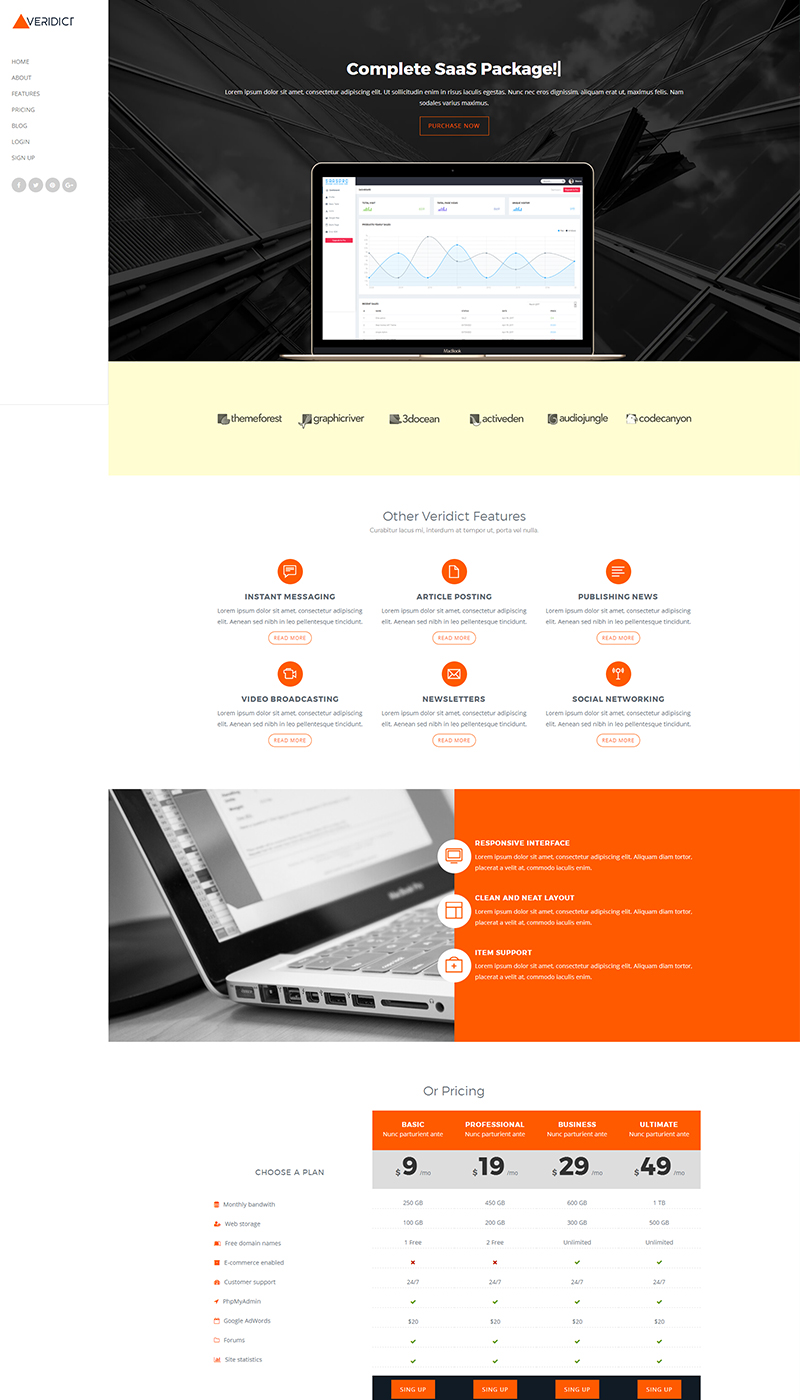 VERIDICT
HOME
ABOUT
FEATURES
PRICING
BLOG
LOGIN
SIGN UP
Complete SaaS Package!|
Lorem ipsum dolor sit amet, consectetur adipiscing elit. Ut sollicitudin enim in risus iaculis egestas. Nunc nec eros dignissim, aliquam erat ut, maximus felis. Nam
sodales varius maximus.
PURCHASE NOW
MacBook
themeforest graphicriver 3docean activeden audiojungle codecanyon
Other Veridict Features
Curabitur lacus mi, interdum at tempor ut, porta vel nulla.
INSTANT MESSAGING ARTICLE POSTING PUBLISHING NEWS
Lorem ipsum dolor sit amet, consectetur adipiscing Lorem ipsum dolor sit amet, consectetur adipiscing Lorem ipsum dolor sit amet, consectetur adipiscing
elit. Aenean sed nibh in leo pellentesque tincidunt. elit. Aenean sed nibh in leo pellentesque tincidunt. elit. Aenean sed nibh in leo pellentesque tincidunt.
READ MORE READ MORE READ MORE
VIDEO BROADCASTING NEWSLETTERS SOCIAL NETWORKING
Lorem ipsum dolor sit amet, consectetur adipiscing Lorem ipsum dolor sit amet, consectetur adipiscing Lorem ipsum dolor sit amet, consectetur adipiscing
elit. Aenean sed nibh in leo pellentesque tincidunt. elit. Aenean sed nibh in leo pellentesque tincidunt. elit. Aenean sed nibh in leo pellentesque tincidunt.
READ MORE READ MORE READ MORE
RESPONSIVE INTERFACE
Lorem ipsum dolor sit amet, consectetur adipiscing elit. Aliquam diam tortor,
placerat a velit at, commodo iaculis enim.
CLEAN AND NEAT LAYOUT
Lorem ipsum dolor sit amet, consectetur adipiscing elit. Aliquam diam tortor,
placerat a velit at, commodo iaculis enim.
ITEM SUPPORT
Lorem ipsum dolor sit amet, consectetur adipiscing elit. Aliquam diam tortor,
placerat a velit at, commodo iaculis enim.
MacBook Pro
Or Pricing
BASIC PROFESSIONAL BUSINESS ULTIMATE
Nunc parturient ante Nunc parturient ante Nunc parturient ante Nunc parturient ante
CHOOSE A PLAN $9 /mo $19 /mo $29 /mo $49 /mo
Monthly bandwith 250 GB 450 GB 600 GB 1 TB
Web storage 100 GB 200 GB 300 GB 500 GB
Free domain names 1 Free 2 Free Unlimited Unlimited
E-commerce enabled
Customer support 24/7 24/7 24/7 24/7
PhpMyAdmin
Google AdWords $20 $20 $20 $20
Forums
Site statistics
SING UP SING UP SING UP SING UP